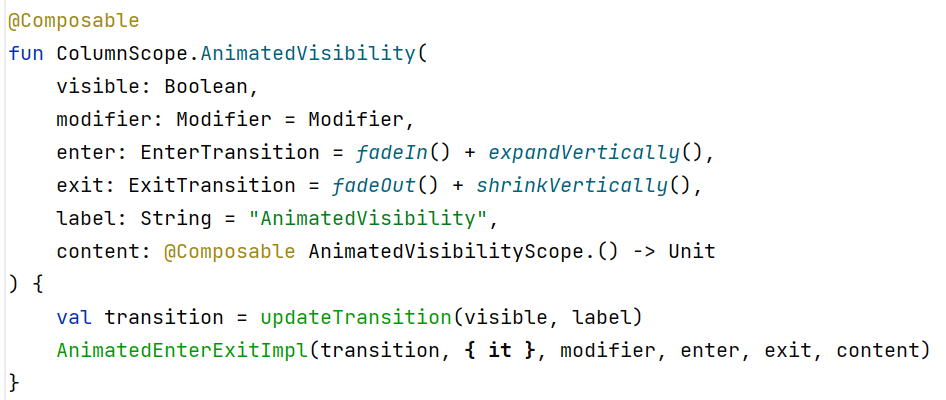 @Composable
fun ColumnScope.AnimatedVisibility(
    visible: Boolean,
    modifier: Modifier = Modifier,
    enter: EnterTransition = fadeIn() + expandVertically(),
    exit: ExitTransition = fadeOut() + shrinkVertically(),
    label: String = "AnimatedVisibility",
    content: @Composable AnimatedVisibilityScope.() -> Unit
) {
    val transition = updateTransition(visible, label)
    AnimatedEnterExitImpl(transition, { it }, modifier, enter, exit, content)
}